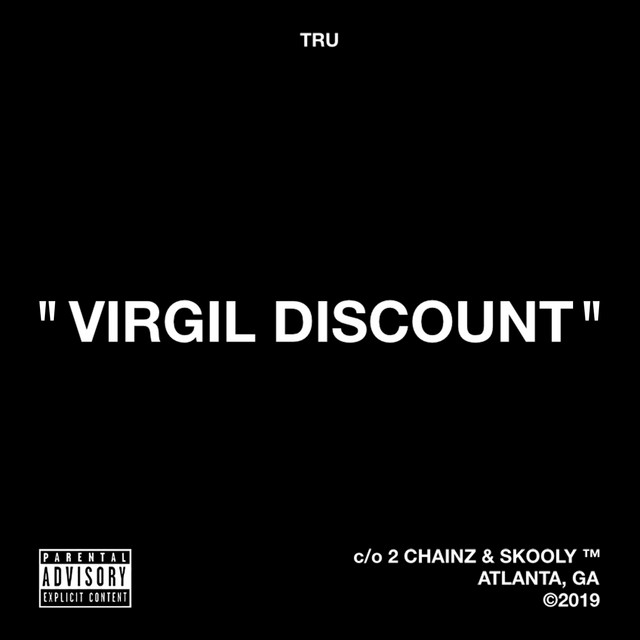 TRU
"VIRGIL DISCOUNT"
c/o 2 CHAINZ & SKOOLY ™
ATLANTA, GA
©2019
PARENTAL
ADVISORY
EXPLICIT CONTENT